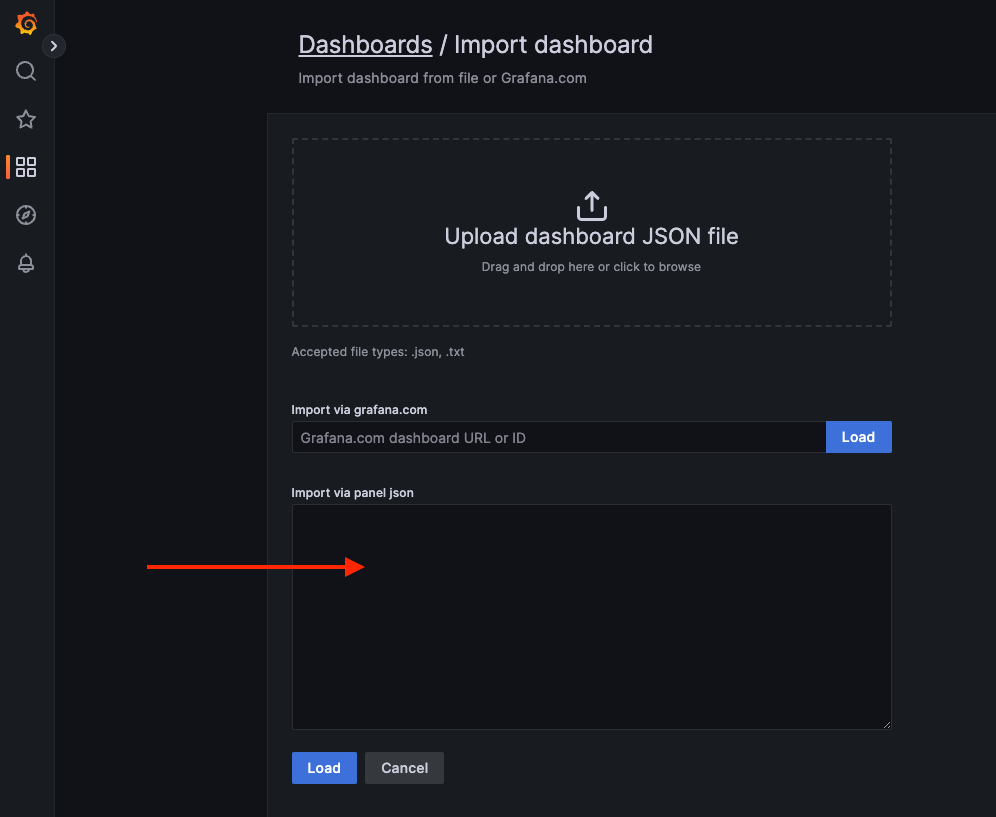 Dashboards / Import dashboard
Import dashboard from file or Grafana.com
Upload dashboard JSON file
Drag and drop here or click to browse
Accepted file types: .json, .txt
Import via grafana.com
Grafana.com dashboard URL or ID
Load
Import via panel json
Load
Cancel